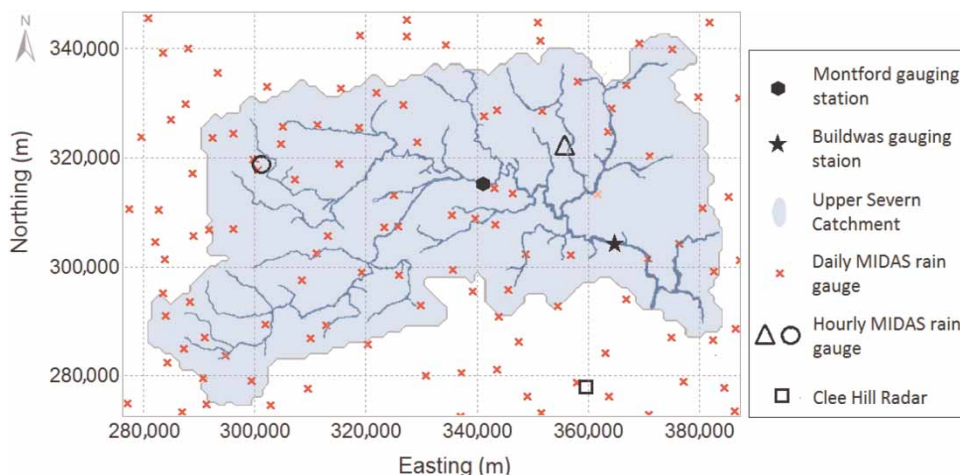 N
340,000
320,000
300,000
280,000
Northing (m)
280,000 300,000 320,000 340,000 360,000 380,000
Easting (m)
Montford gauging
station
Buildwas gauging
staion
Upper Severn
Catchment
Daily MIDAS rain
gauge
Hourly MIDAS rain
gauge
Clee Hill Radar